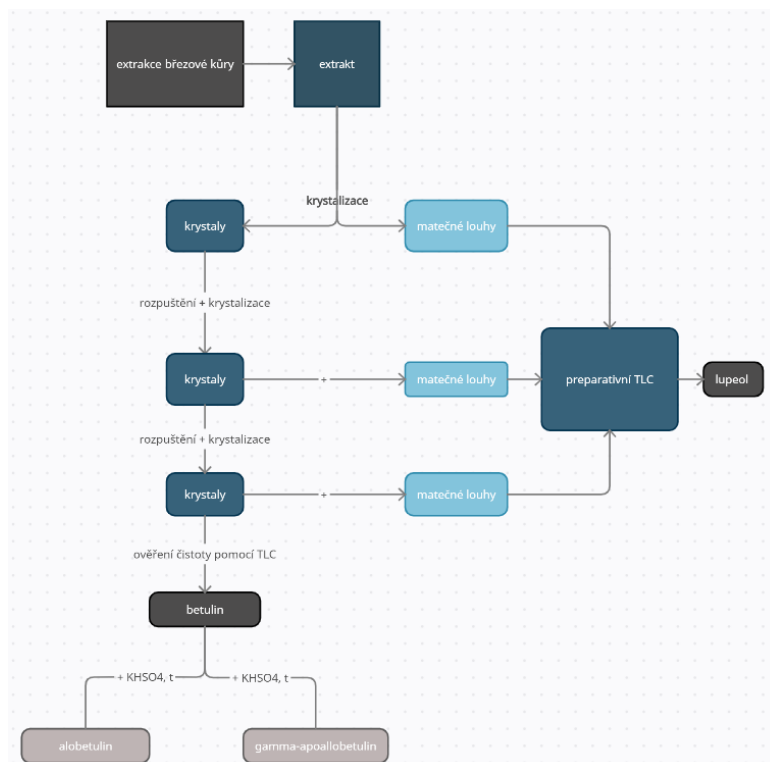 extrakce březové kůry
extrakt
krystalizace
krystaly
matečné louhy
rozpuštění + krystalizace
krystaly
+
matečné louhy
preparativní TLC
lupeol
rozpuštění + krystalizace
krystaly
+
matečné louhy
ověření čistoty pomocí TLC
betulin
+ KHSO4, t
+ KHSO4, t
alobetulin
gamma-apoallobetulin